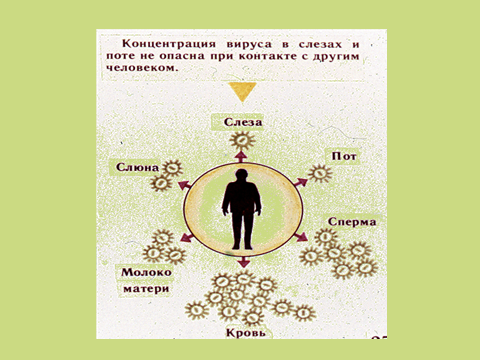 Концентрация вируса в слезах и
поте не опасна при контакте с другим
человеком.
Слеза
Пот
Слюна
Сперма
Молоко
матери
Кровь